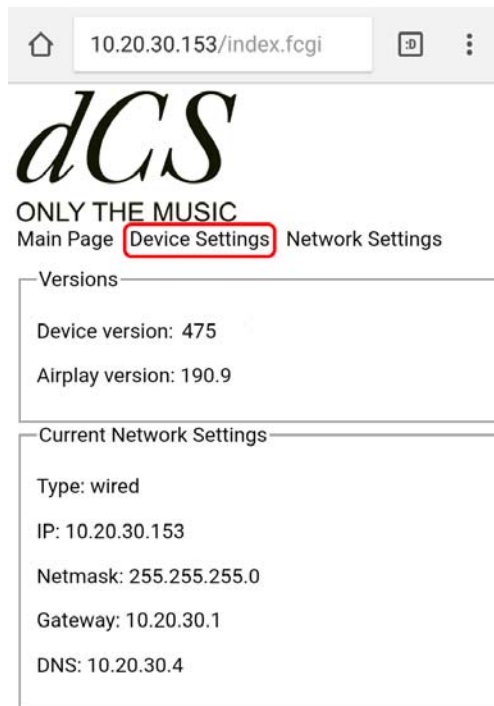 10.20.30.153/index.fcgi :D
dCS
ONLY THE MUSIC
Main Page Device Settings Network Settings
Versions
Device version: 475
Airplay version: 190.9
Current Network Settings
Type: wired
IP: 10.20.30.153
Netmask: 255.255.255.0
Gateway: 10.20.30.1
DNS: 10.20.30.4